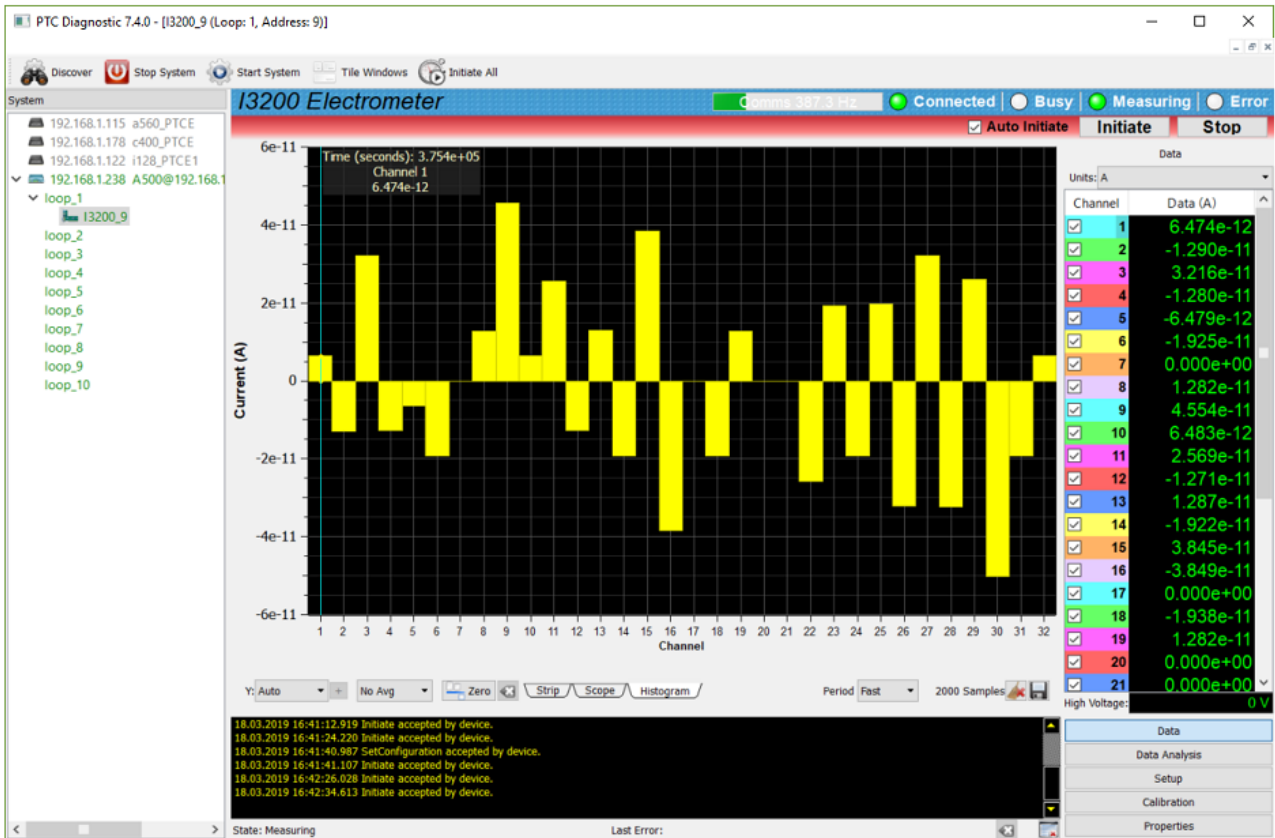 PTC Diagnostic 7.4.0 - [I3200_9 (Loop: 1, Address: 9)]
Discover Stop System Start System Tile Windows Initiate All
System
192.168.1.115 a560_PTCE
192.168.1.178 c400_PTCE
192.168.1.122 i128_PTCE1
192.168.1.238 A500@192.168.1
loop_1
I3200_9
loop_2
loop_3
loop_4
loop_5
loop_6
loop_7
loop_8
loop_9
loop_10
I3200 Electrometer
Comms 387.3 Hz Connected Busy Measuring Error
Auto Initiate Initiate Stop
Time (seconds): 3.754e+05
Channel 1
6.474e-12
6e-11
4e-11
2e-11
0
-2e-11
-4e-11
-6e-11
Current (A)
1 2 3 4 5 6 7 8 9 10 11 12 13 14 15 16 17 18 19 20 21 22 23 24 25 26 27 28 29 30 31 32
Channel
Y: Auto + No Avg Zero Strip Scope Histogram Period Fast 2000 Samples
Data
Units: A
Channel Data (A)
1 6.474e-12
2 -1.290e-11
3 3.216e-11
4 -1.280e-11
5 -6.479e-12
6 -1.925e-11
7 0.000e+00
8 1.282e-11
9 4.554e-11
10 6.483e-12
11 2.569e-11
12 -1.271e-11
13 1.287e-11
14 -1.922e-11
15 3.845e-11
16 -3.849e-11
17 0.000e+00
18 -1.938e-11
19 1.282e-11
20 0.000e+00
21 0.000e+00
High Voltage: 0 V
18.03.2019 16:41:12.919 Initiate accepted by device.
18.03.2019 16:41:24.220 Initiate accepted by device.
18.03.2019 16:41:40.987 SetConfiguration accepted by device.
18.03.2019 16:41:41.107 Initiate accepted by device.
18.03.2019 16:42:26.028 Initiate accepted by device.
18.03.2019 16:42:34.613 Initiate accepted by device.
Data
Data Analysis
Setup
Calibration
Properties
State: Measuring Last Error: